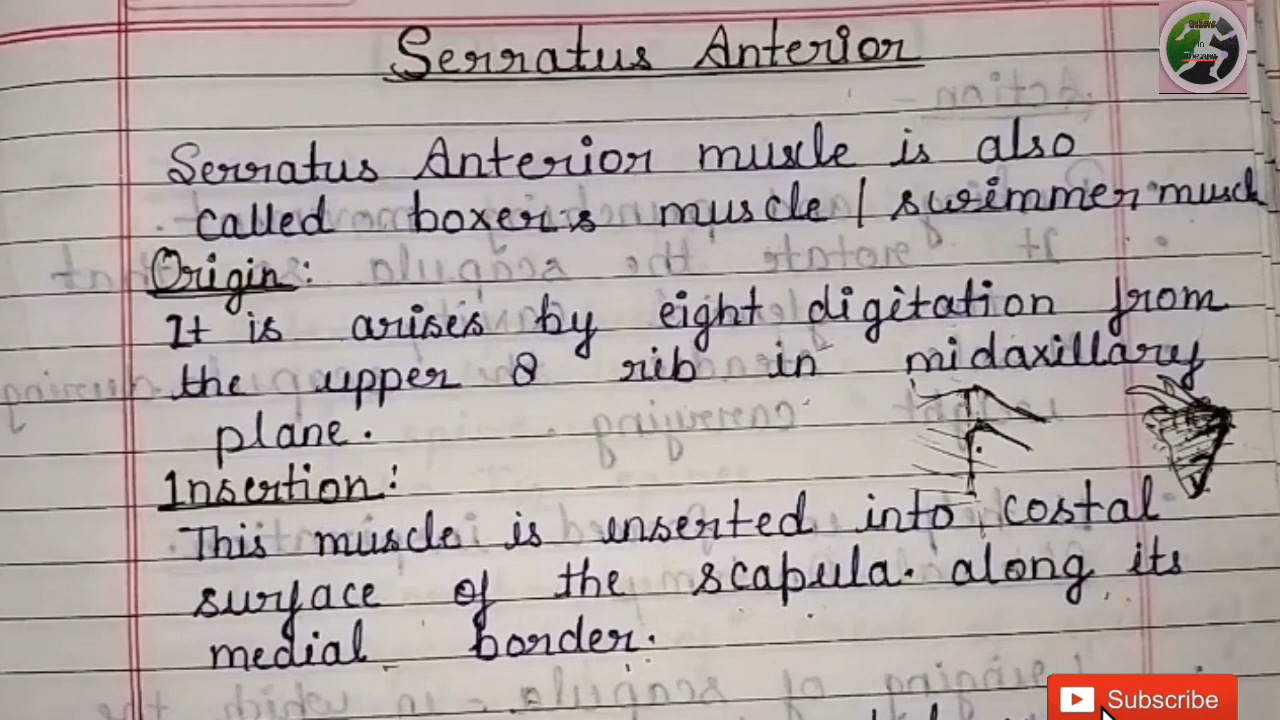 Serratus Anterior
Serratus Anterior muscle is also
called boxer's muscle / swimmer muscle
Origin:
It is arises by eight digitation from
the upper 8 rib in midaxillary
plane.
Insertion:
This muscle is inserted into costal
surface of the scapula. along its
medial border.
Subscribe